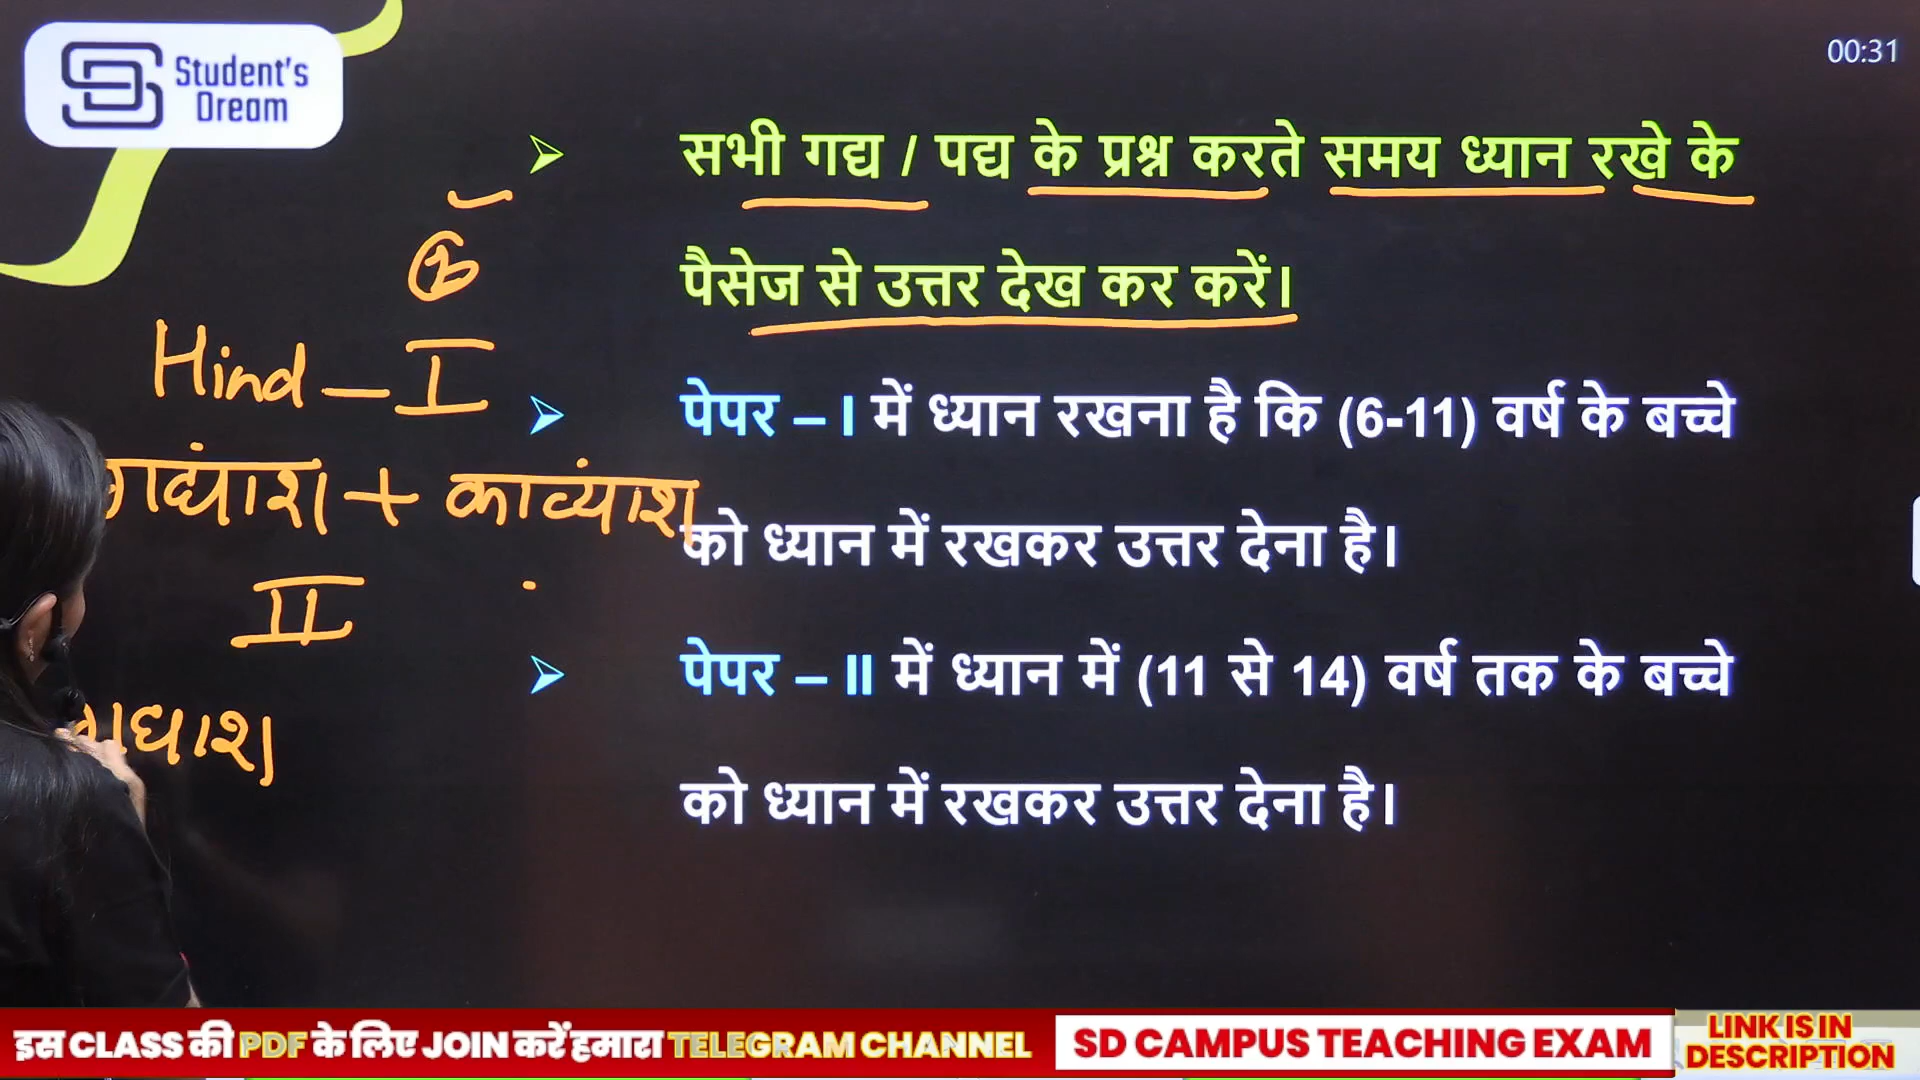 Student's
Dream
00:31
सभी गद्य / पद्य के प्रश्न करते समय ध्यान रखे के
पैसेज से उत्तर देख कर करें।
Hind – I
पेपर – I में ध्यान रखना है कि (6-11) वर्ष के बच्चे
गद्यांश + काव्यांश
को ध्यान में रखकर उत्तर देना है।
II
पेपर – II में ध्यान में (11 से 14) वर्ष तक के बच्चे
को ध्यान में रखकर उत्तर देना है।
इस CLASS की PDF के लिए JOIN करें हमारा TELEGRAM CHANNEL
SD CAMPUS TEACHING EXAM
LINK IS IN
DESCRIPTION